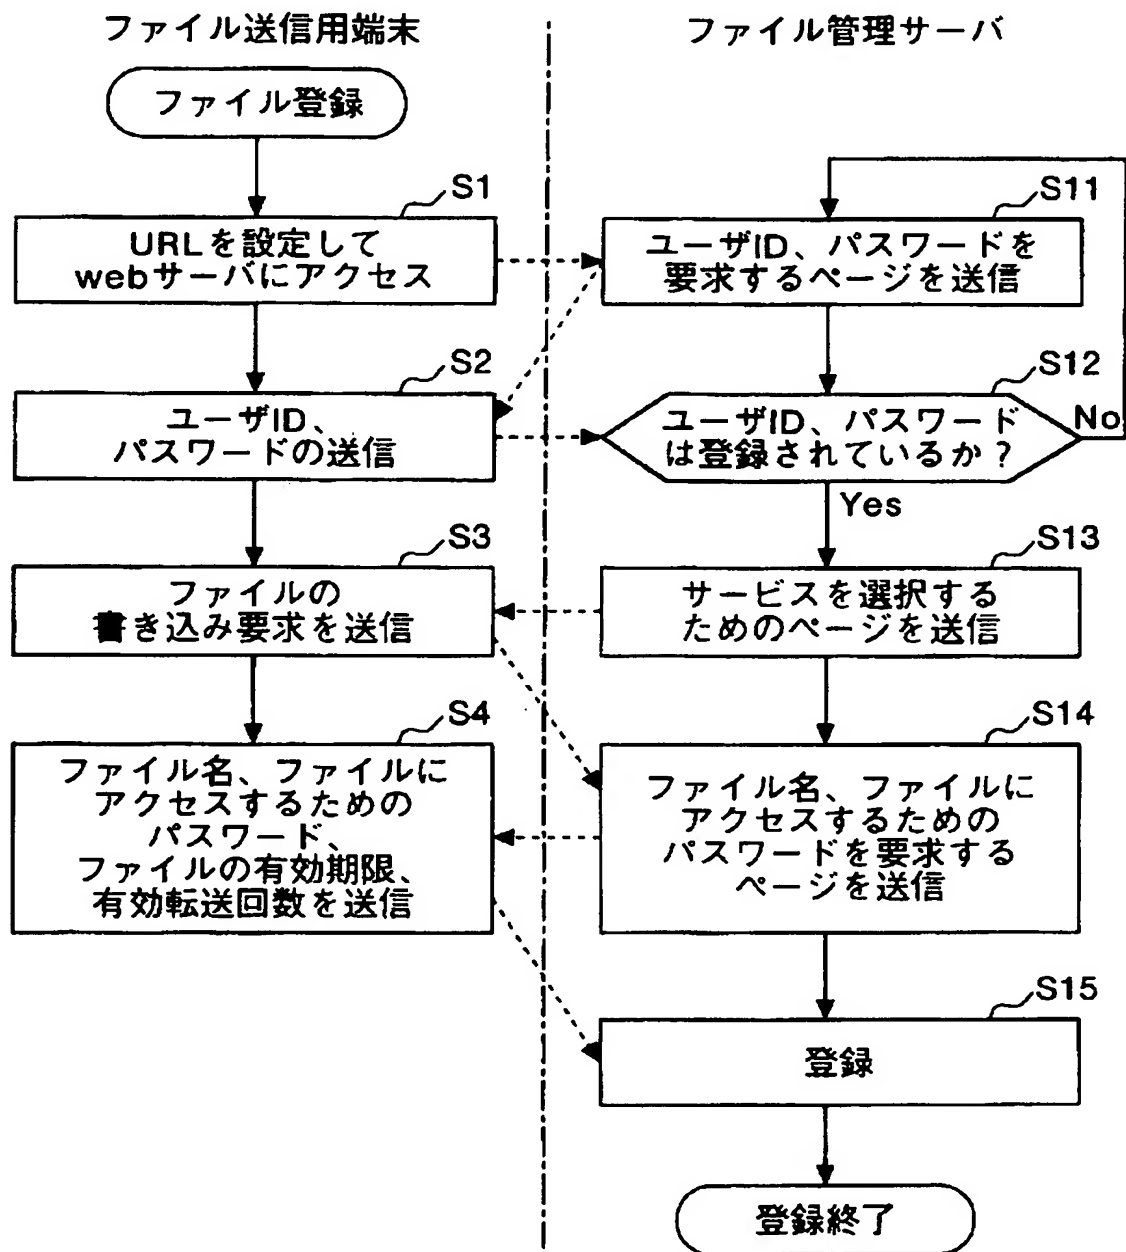 ファイル送信用端末
ファイル管理サーバ
ファイル登録
S1
URLを設定して
webサーバにアクセス
S11
ユーザID、パスワードを
要求するページを送信
S2
ユーザID、
パスワードの送信
S12
ユーザID、パスワード
は登録されているか?
No
Yes
S3
ファイルの
書き込み要求を送信
S13
サービスを選択する
ためのページを送信
S4
ファイル名、ファイルに
アクセスするための
パスワード、
ファイルの有効期限、
有効転送回数を送信
S14
ファイル名、ファイルに
アクセスするための
パスワードを要求する
ページを送信
S15
登録
登録終了